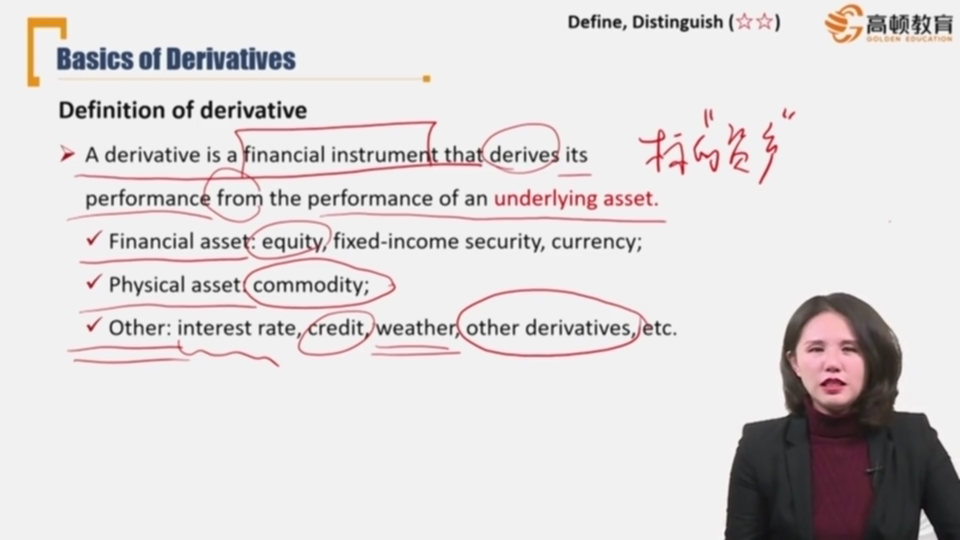 Define, Distinguish (☆☆)
高顿教育
GOLDEN EDUCATION
Basics of Derivatives
Definition of derivative
➤ A derivative is a financial instrument that derives its
performance from the performance of an underlying asset.
✓ Financial asset: equity, fixed-income security, currency;
✓ Physical asset: commodity;
✓ Other: interest rate, credit, weather, other derivatives, etc.
标的"资产"